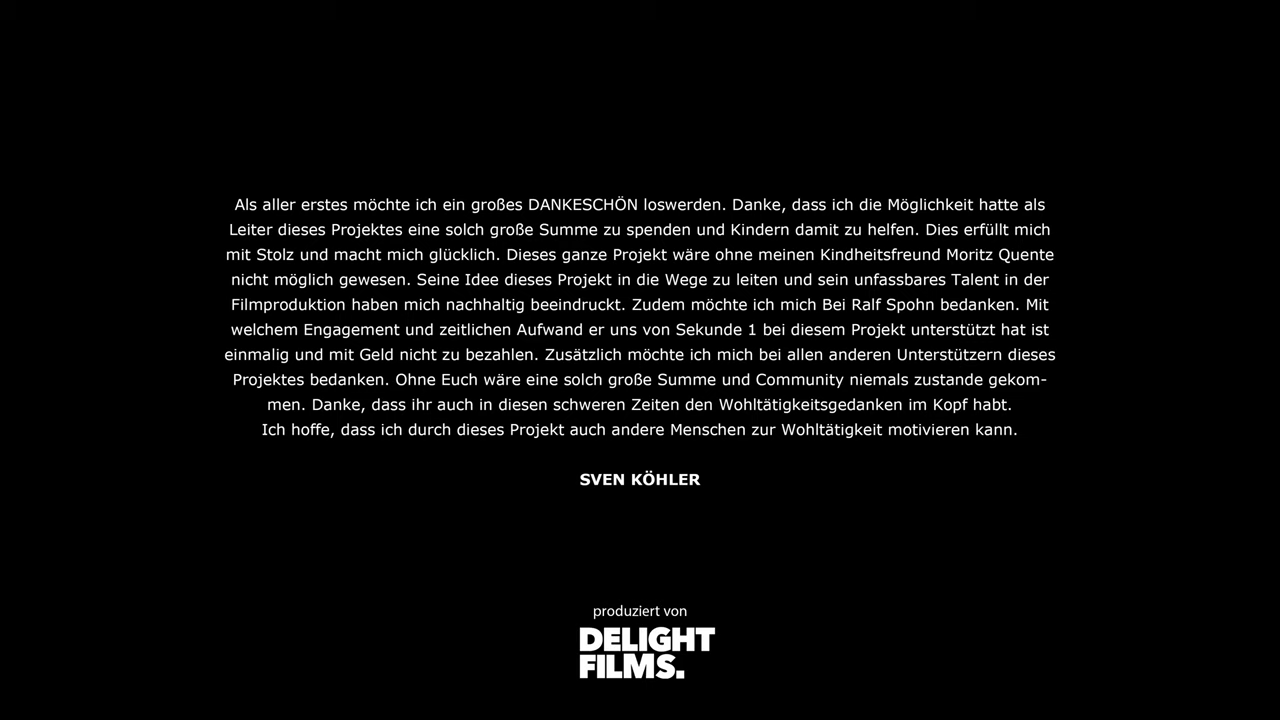 Als aller erstes möchte ich ein großes DANKESCHÖN loswerden. Danke, dass ich die Möglichkeit hatte als
Leiter dieses Projektes eine solch große Summe zu spenden und Kindern damit zu helfen. Dies erfüllt mich
mit Stolz und macht mich glücklich. Dieses ganze Projekt wäre ohne meinen Kindheitsfreund Moritz Quente
nicht möglich gewesen. Seine Idee dieses Projekt in die Wege zu leiten und sein unfassbares Talent in der
Filmproduktion haben mich nachhaltig beeindruckt. Zudem möchte ich mich Bei Ralf Spohn bedanken. Mit
welchem Engagement und zeitlichen Aufwand er uns von Sekunde 1 bei diesem Projekt unterstützt hat ist
einmalig und mit Geld nicht zu bezahlen. Zusätzlich möchte ich mich bei allen anderen Unterstützern dieses
Projektes bedanken. Ohne Euch wäre eine solch große Summe und Community niemals zustande gekom-
men. Danke, dass ihr auch in diesen schweren Zeiten den Wohltätigkeitsgedanken im Kopf habt.
Ich hoffe, dass ich durch dieses Projekt auch andere Menschen zur Wohltätigkeit motivieren kann.
SVEN KÖHLER
produziert von
DELIGHT
FILMS.